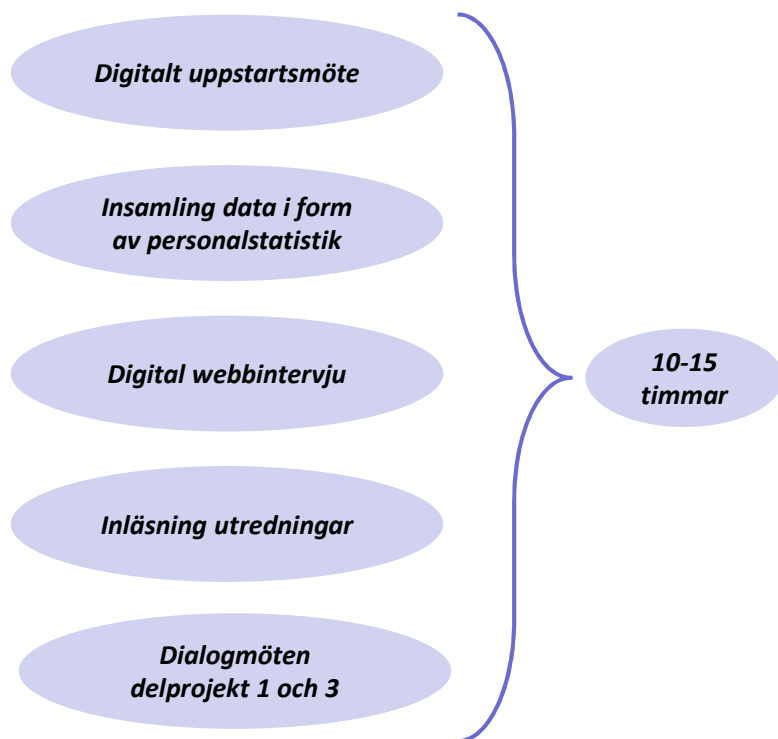 Digitalt uppstartsmöte
Insamling data i form
av personalstatistik
Digital webbintervju
Inläsning utredningar
Dialogmöten
delprojekt 1 och 3
10-15
timmar